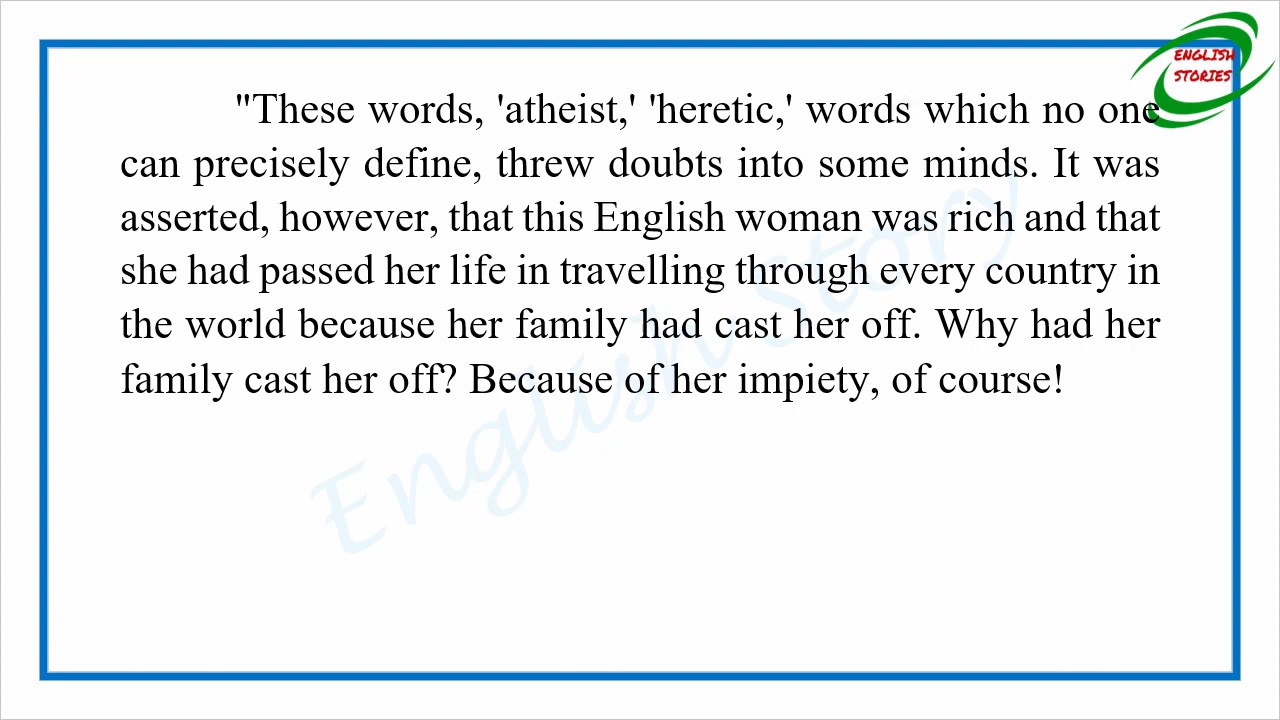 ENGLISH
STORIES
"These words, 'atheist,' 'heretic,' words which no one
can precisely define, threw doubts into some minds. It was
asserted, however, that this English woman was rich and that
she had passed her life in travelling through every country in
the world because her family had cast her off. Why had her
family cast her off? Because of her impiety, of course!
English Story